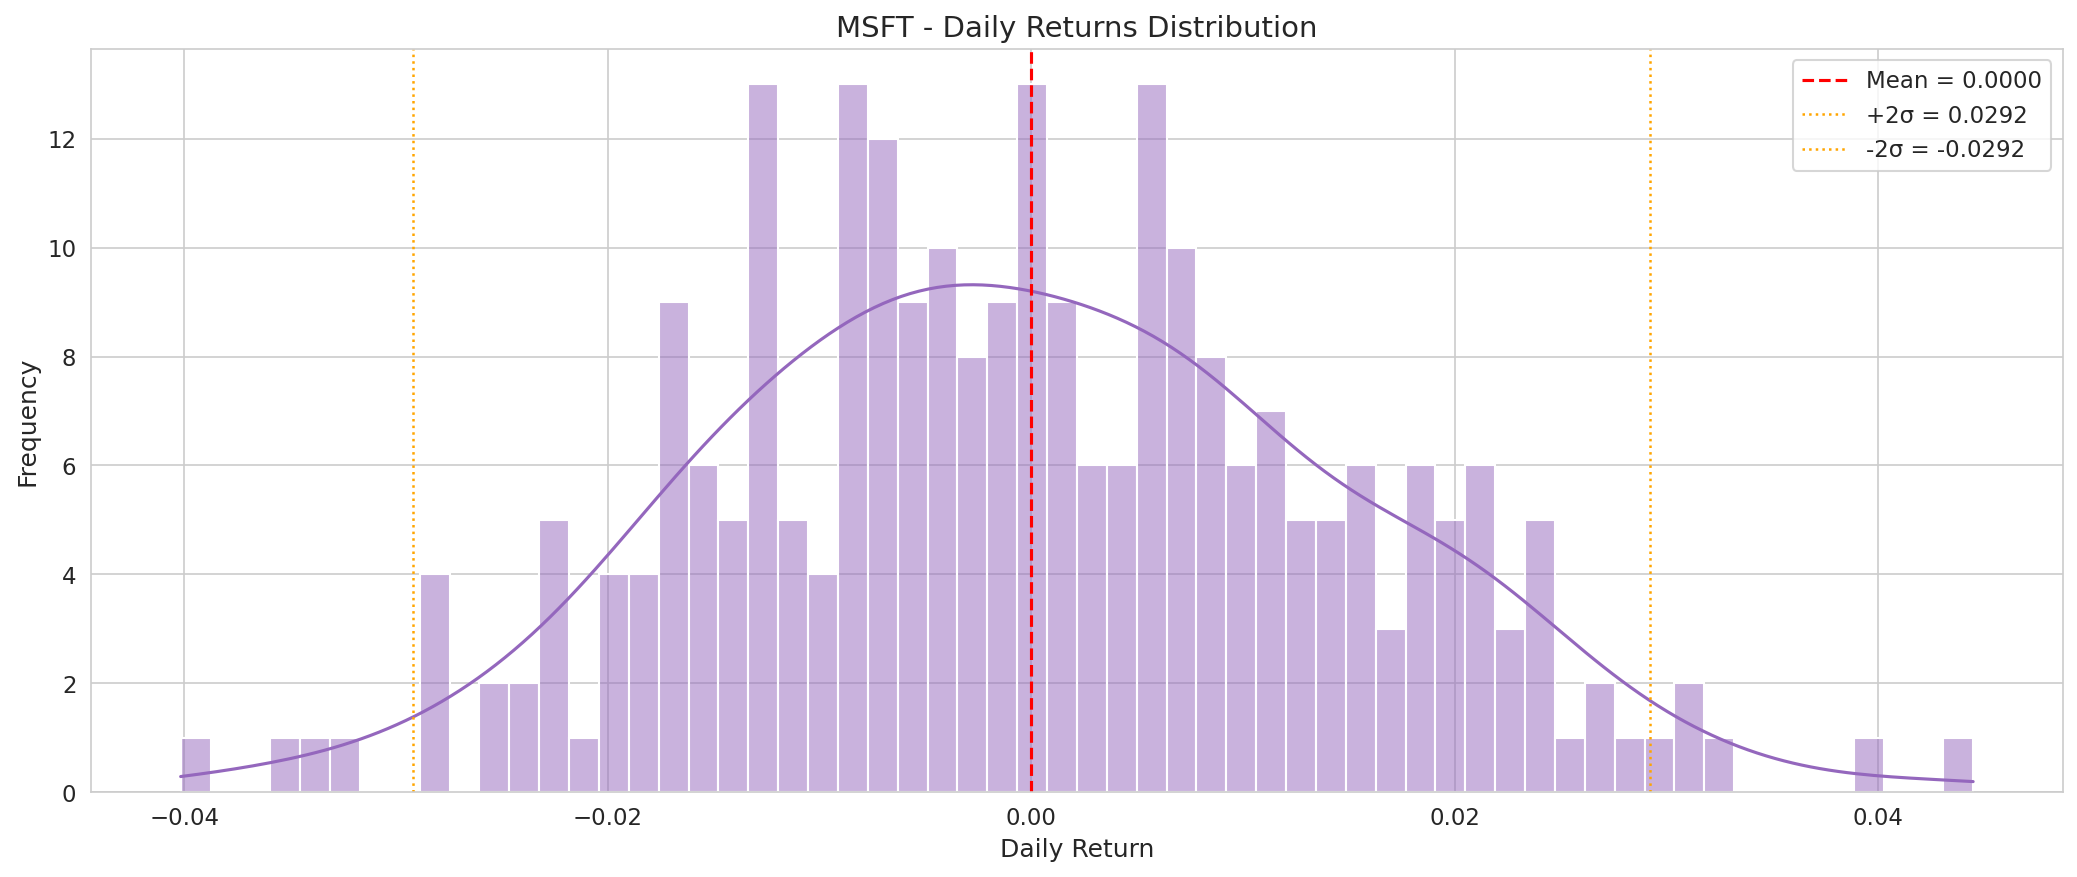 MSFT - Daily Returns Distribution
Mean = 0.0000
+2σ = 0.0292
-2σ = -0.0292
Frequency
12
10
8
6
4
2
0
−0.04
−0.02
0.00
0.02
0.04
Daily Return